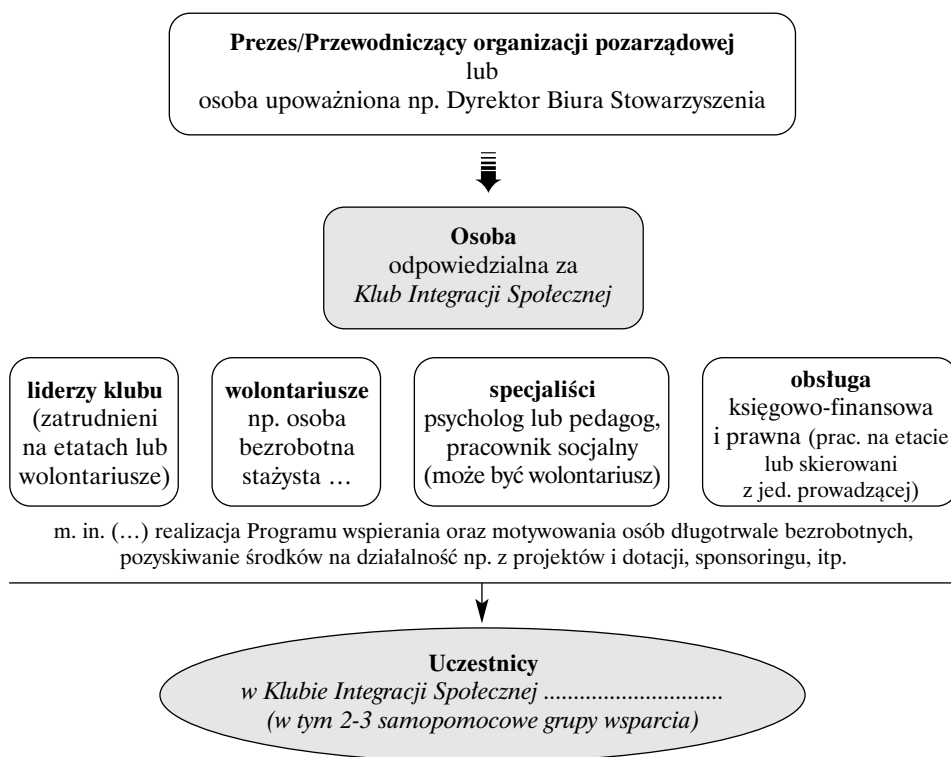 Prezes/Przewodniczący organizacji pozarządowej
lub
osoba upoważniona np. Dyrektor Biura Stowarzyszenia
Osoba
odpowiedzialna za
Klub Integracji Społecznej
liderzy klubu
(zatrudnieni
na etatach lub
wolontariusze)
wolontariusze
np. osoba
bezrobotna
stażysta …
specjaliści
psycholog lub pedagog,
pracownik socjalny
(może być wolontariusz)
obsługa
księgowo-finansowa
i prawna (prac. na etacie
lub skierowani
z jed. prowadzącej)
m. in. (…) realizacja Programu wspierania oraz motywowania osób długotrwale bezrobotnych,
pozyskiwanie środków na działalność np. z projektów i dotacji, sponsoringu, itp.
Uczestnicy
w Klubie Integracji Społecznej ..............................
(w tym 2-3 samopomocowe grupy wsparcia)